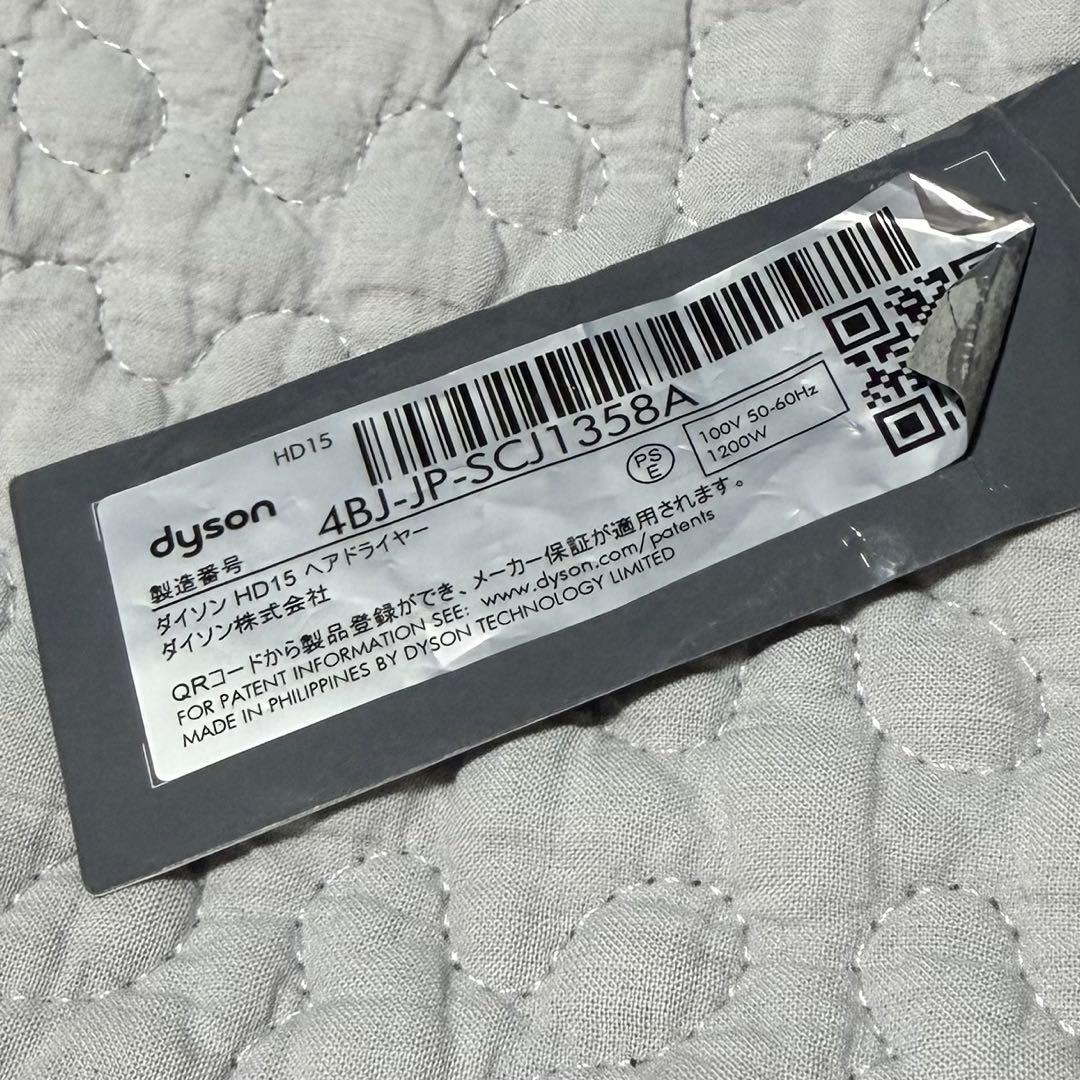 HD15
dyson
製造番号
4BJ-JP-SCJ1358A
PS
E
100V 50-60Hz
1200W
ダイソン HD15 ヘアドライヤー
ダイソン株式会社
QRコードから製品登録ができ、メーカー保証が適用されます。
FOR PATENT INFORMATION SEE: www.dyson.com/patents
MADE IN PHILIPPINES BY DYSON TECHNOLOGY LIMITED